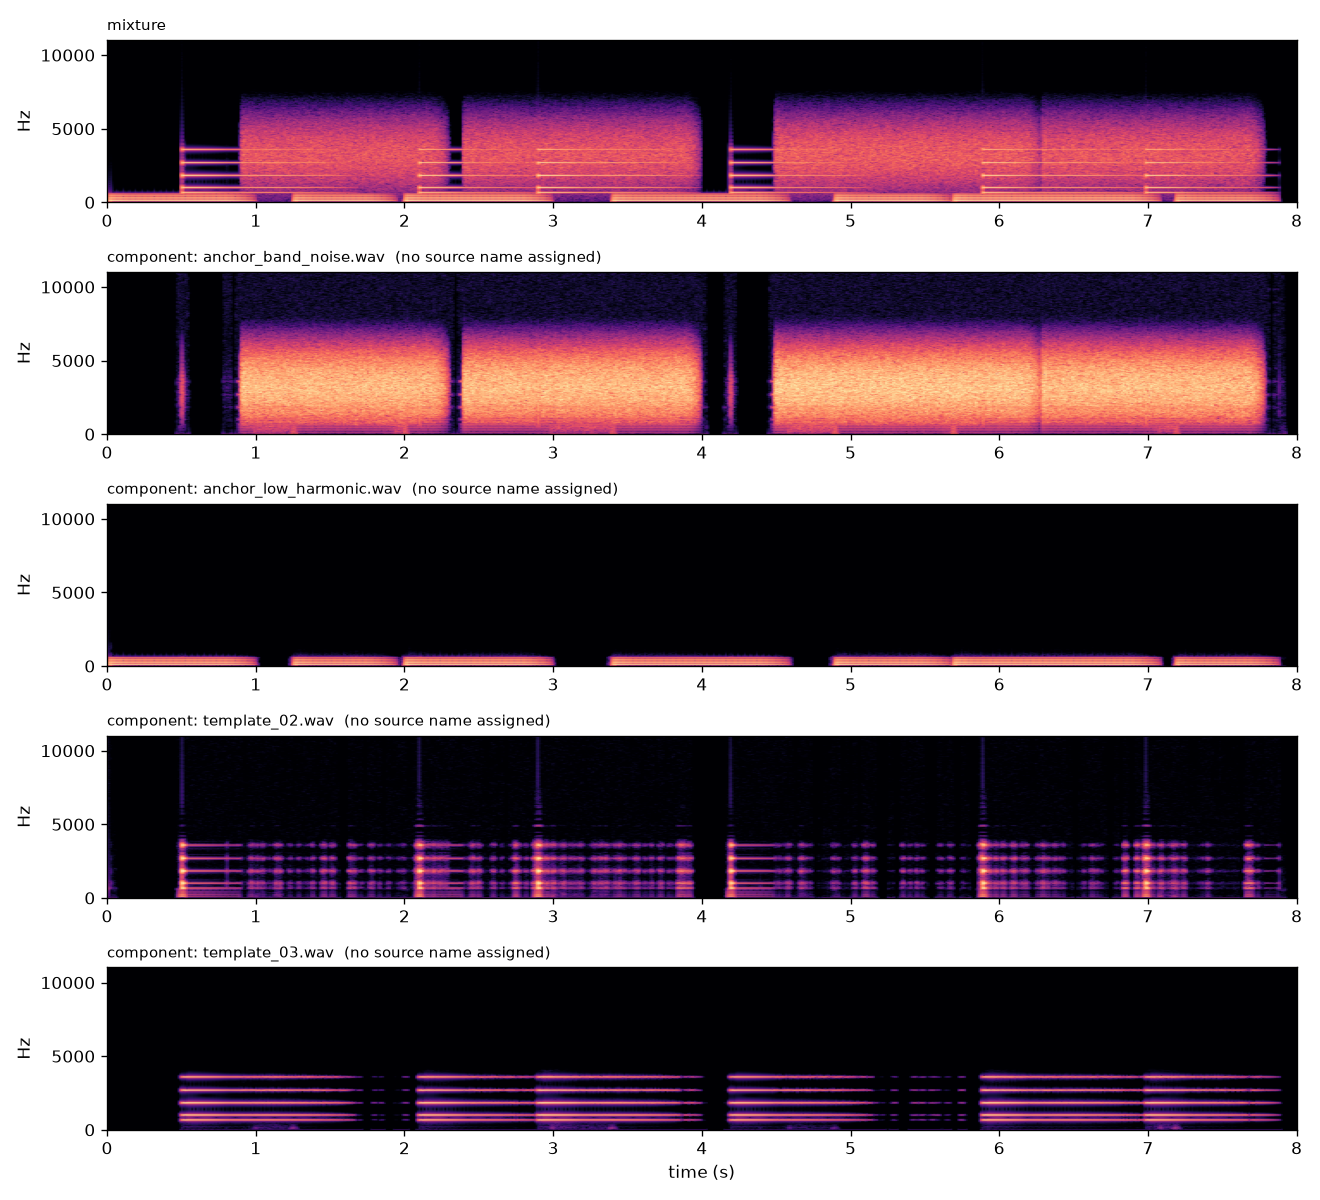 mixture
10000
5000
0
Hz
0 1 2 3 4 5 6 7 8
component: anchor_band_noise.wav (no source name assigned)
10000
5000
0
Hz
0 1 2 3 4 5 6 7 8
component: anchor_low_harmonic.wav (no source name assigned)
10000
5000
0
Hz
0 1 2 3 4 5 6 7 8
component: template_02.wav (no source name assigned)
10000
5000
0
Hz
0 1 2 3 4 5 6 7 8
component: template_03.wav (no source name assigned)
10000
5000
0
Hz
0 1 2 3 4 5 6 7 8
time (s)